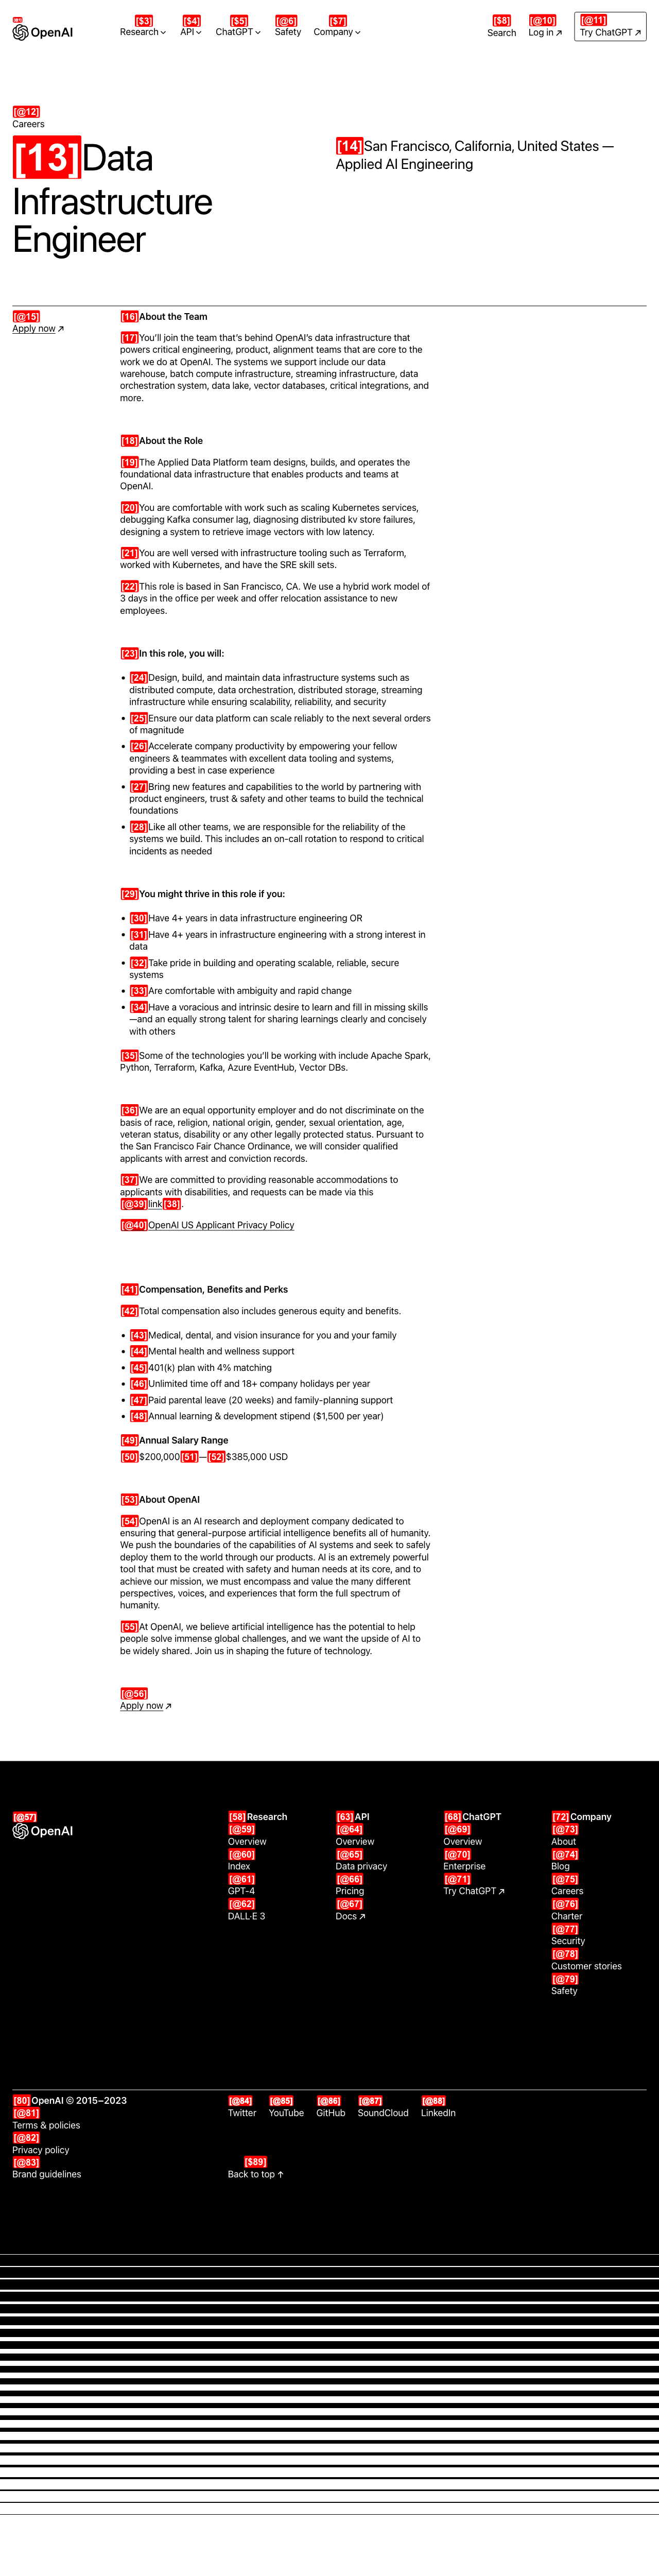 [$3] [$4] [$5] [@6] [$7] [$8] [@10] [@11]
OpenAI Research API ChatGPT Safety Company Search Log in ↗ Try ChatGPT ↗
[@12]
Careers
[13]Data
Infrastructure
Engineer
[14]San Francisco, California, United States —
Applied AI Engineering
[@15]
Apply now ↗
[16]About the Team
[17]You’ll join the team that’s behind OpenAI’s data infrastructure that
powers critical engineering, product, alignment teams that are core to the
work we do at OpenAI. The systems we support include our data
warehouse, batch compute infrastructure, streaming infrastructure, data
orchestration system, data lake, vector databases, critical integrations, and
more.
[18]About the Role
[19]The Applied Data Platform team designs, builds, and operates the
foundational data infrastructure that enables products and teams at
OpenAI.
[20]You are comfortable with work such as scaling Kubernetes services,
debugging Kafka consumer lag, diagnosing distributed kv store failures,
designing a system to retrieve image vectors with low latency.
[21]You are well versed with infrastructure tooling such as Terraform,
worked with Kubernetes, and have the SRE skill sets.
[22]This role is based in San Francisco, CA. We use a hybrid work model of
3 days in the office per week and offer relocation assistance to new
employees.
[23]In this role, you will:
• [24]Design, build, and maintain data infrastructure systems such as
distributed compute, data orchestration, distributed storage, streaming
infrastructure while ensuring scalability, reliability, and security
• [25]Ensure our data platform can scale reliably to the next several orders
of magnitude
• [26]Accelerate company productivity by empowering your fellow
engineers & teammates with excellent data tooling and systems,
providing a best in case experience
• [27]Bring new features and capabilities to the world by partnering with
product engineers, trust & safety and other teams to build the technical
foundations
• [28]Like all other teams, we are responsible for the reliability of the
systems we build. This includes an on-call rotation to respond to critical
incidents as needed
[29]You might thrive in this role if you:
• [30]Have 4+ years in data infrastructure engineering OR
• [31]Have 4+ years in infrastructure engineering with a strong interest in
data
• [32]Take pride in building and operating scalable, reliable, secure
systems
• [33]Are comfortable with ambiguity and rapid change
• [34]Have a voracious and intrinsic desire to learn and fill in missing skills
—and an equally strong talent for sharing learnings clearly and concisely
with others
[35]Some of the technologies you’ll be working with include Apache Spark,
Python, Terraform, Kafka, Azure EventHub, Vector DBs.
[36]We are an equal opportunity employer and do not discriminate on the
basis of race, religion, national origin, gender, sexual orientation, age,
veteran status, disability or any other legally protected status. Pursuant to
the San Francisco Fair Chance Ordinance, we will consider qualified
applicants with arrest and conviction records.
[37]We are committed to providing reasonable accommodations to
applicants with disabilities, and requests can be made via this
[@39]link[38].
[@40]OpenAI US Applicant Privacy Policy
[41]Compensation, Benefits and Perks
[42]Total compensation also includes generous equity and benefits.
• [43]Medical, dental, and vision insurance for you and your family
• [44]Mental health and wellness support
• [45]401(k) plan with 4% matching
• [46]Unlimited time off and 18+ company holidays per year
• [47]Paid parental leave (20 weeks) and family-planning support
• [48]Annual learning & development stipend ($1,500 per year)
[49]Annual Salary Range
[50]$200,000[51]—[52]$385,000 USD
[53]About OpenAI
[54]OpenAI is an AI research and deployment company dedicated to
ensuring that general-purpose artificial intelligence benefits all of humanity.
We push the boundaries of the capabilities of AI systems and seek to safely
deploy them to the world through our products. AI is an extremely powerful
tool that must be created with safety and human needs at its core, and to
achieve our mission, we must encompass and value the many different
perspectives, voices, and experiences that form the full spectrum of
humanity.
[55]At OpenAI, we believe artificial intelligence has the potential to help
people solve immense global challenges, and we want the upside of AI to
be widely shared. Join us in shaping the future of technology.
[@56]
Apply now ↗
[@57]
OpenAI
[58]Research
[@59]
Overview
[@60]
Index
[@61]
GPT-4
[@62]
DALL·E 3
[63]API
[@64]
Overview
[@65]
Data privacy
[@66]
Pricing
[@67]
Docs ↗
[68]ChatGPT
[@69]
Overview
[@70]
Enterprise
[@71]
Try ChatGPT ↗
[72]Company
[@73]
About
[@74]
Blog
[@75]
Careers
[@76]
Charter
[@77]
Security
[@78]
Customer stories
[@79]
Safety
[80]OpenAI © 2015–2023
[@81]
Terms & policies
[@82]
Privacy policy
[@83]
Brand guidelines
[@84] [@85] [@86] [@87] [@88]
Twitter YouTube GitHub SoundCloud LinkedIn
[$89]
Back to top ↑